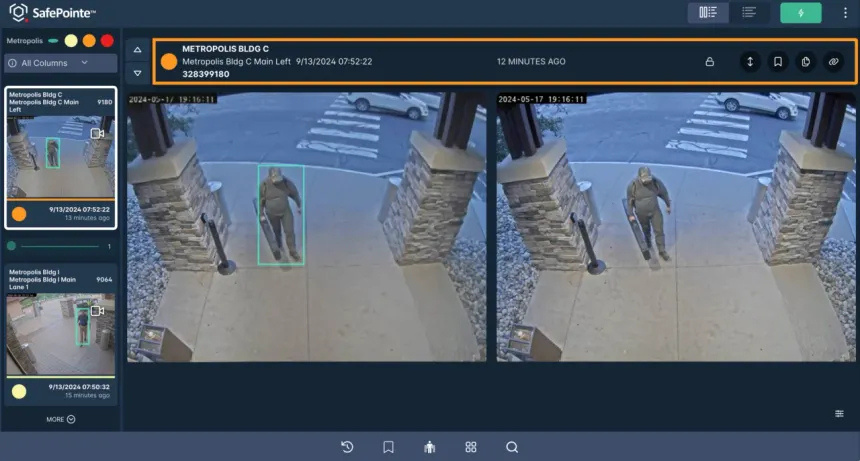 SafePointe™
Metropolis
All Columns
Metropolis Bldg C
Metropolis Bldg C Main Left 9180
9/13/2024 07:52:22
13 minutes ago
1
Metropolis Bldg I
Metropolis Bldg I Main Lane 1 9064
9/13/2024 07:50:32
15 minutes ago
MORE
METROPOLIS BLDG C
Metropolis Bldg C Main Left 9/13/2024 07:52:22 12 MINUTES AGO
328399180
2024-05-17 19:16:11
2024-05-17 19:16:11